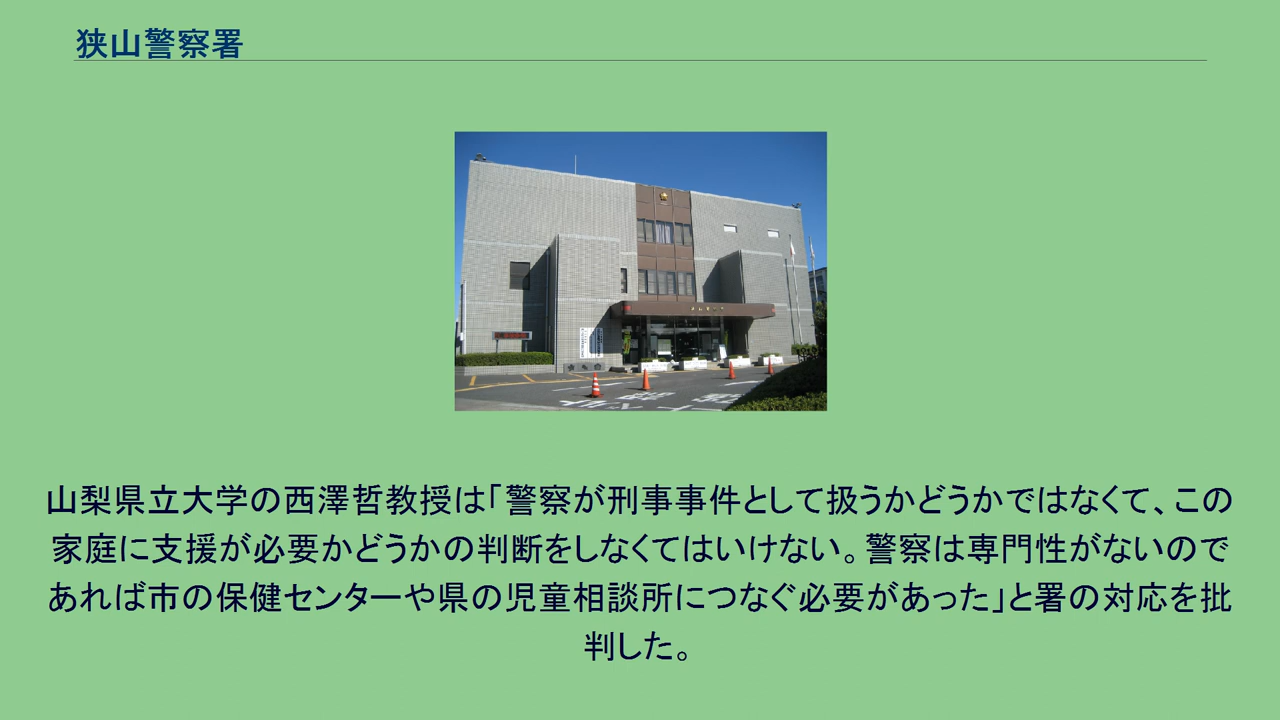 狭山警察署
山梨県立大学の西澤哲教授は「警察が刑事事件として扱うかどうかではなくて、この
家庭に支援が必要かどうかの判断をしなくてはいけない。警察は専門性がないので
あれば市の保健センターや県の児童相談所につなぐ必要があった」と署の対応を批
判した。